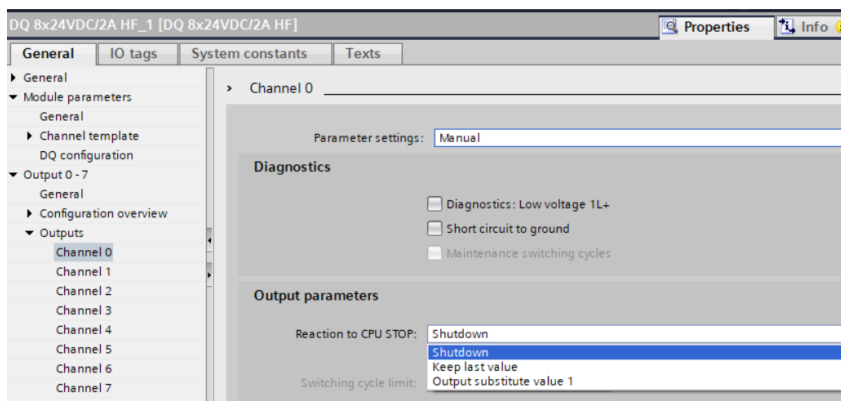 DQ 8x24VDC/2A HF_1 [DQ 8x24VDC/2A HF]
Properties
Info
General
IO tags
System constants
Texts
General
Module parameters
General
Channel template
DQ configuration
Output 0 - 7
General
Configuration overview
Outputs
Channel 0
Channel 1
Channel 2
Channel 3
Channel 4
Channel 5
Channel 6
Channel 7
Channel 0
Parameter settings: Manual
Diagnostics
Diagnostics: Low voltage 1L+
Short circuit to ground
Maintenance switching cycles
Output parameters
Reaction to CPU STOP: Shutdown
Shutdown
Keep last value
Output substitute value 1
Switching cycle limit: